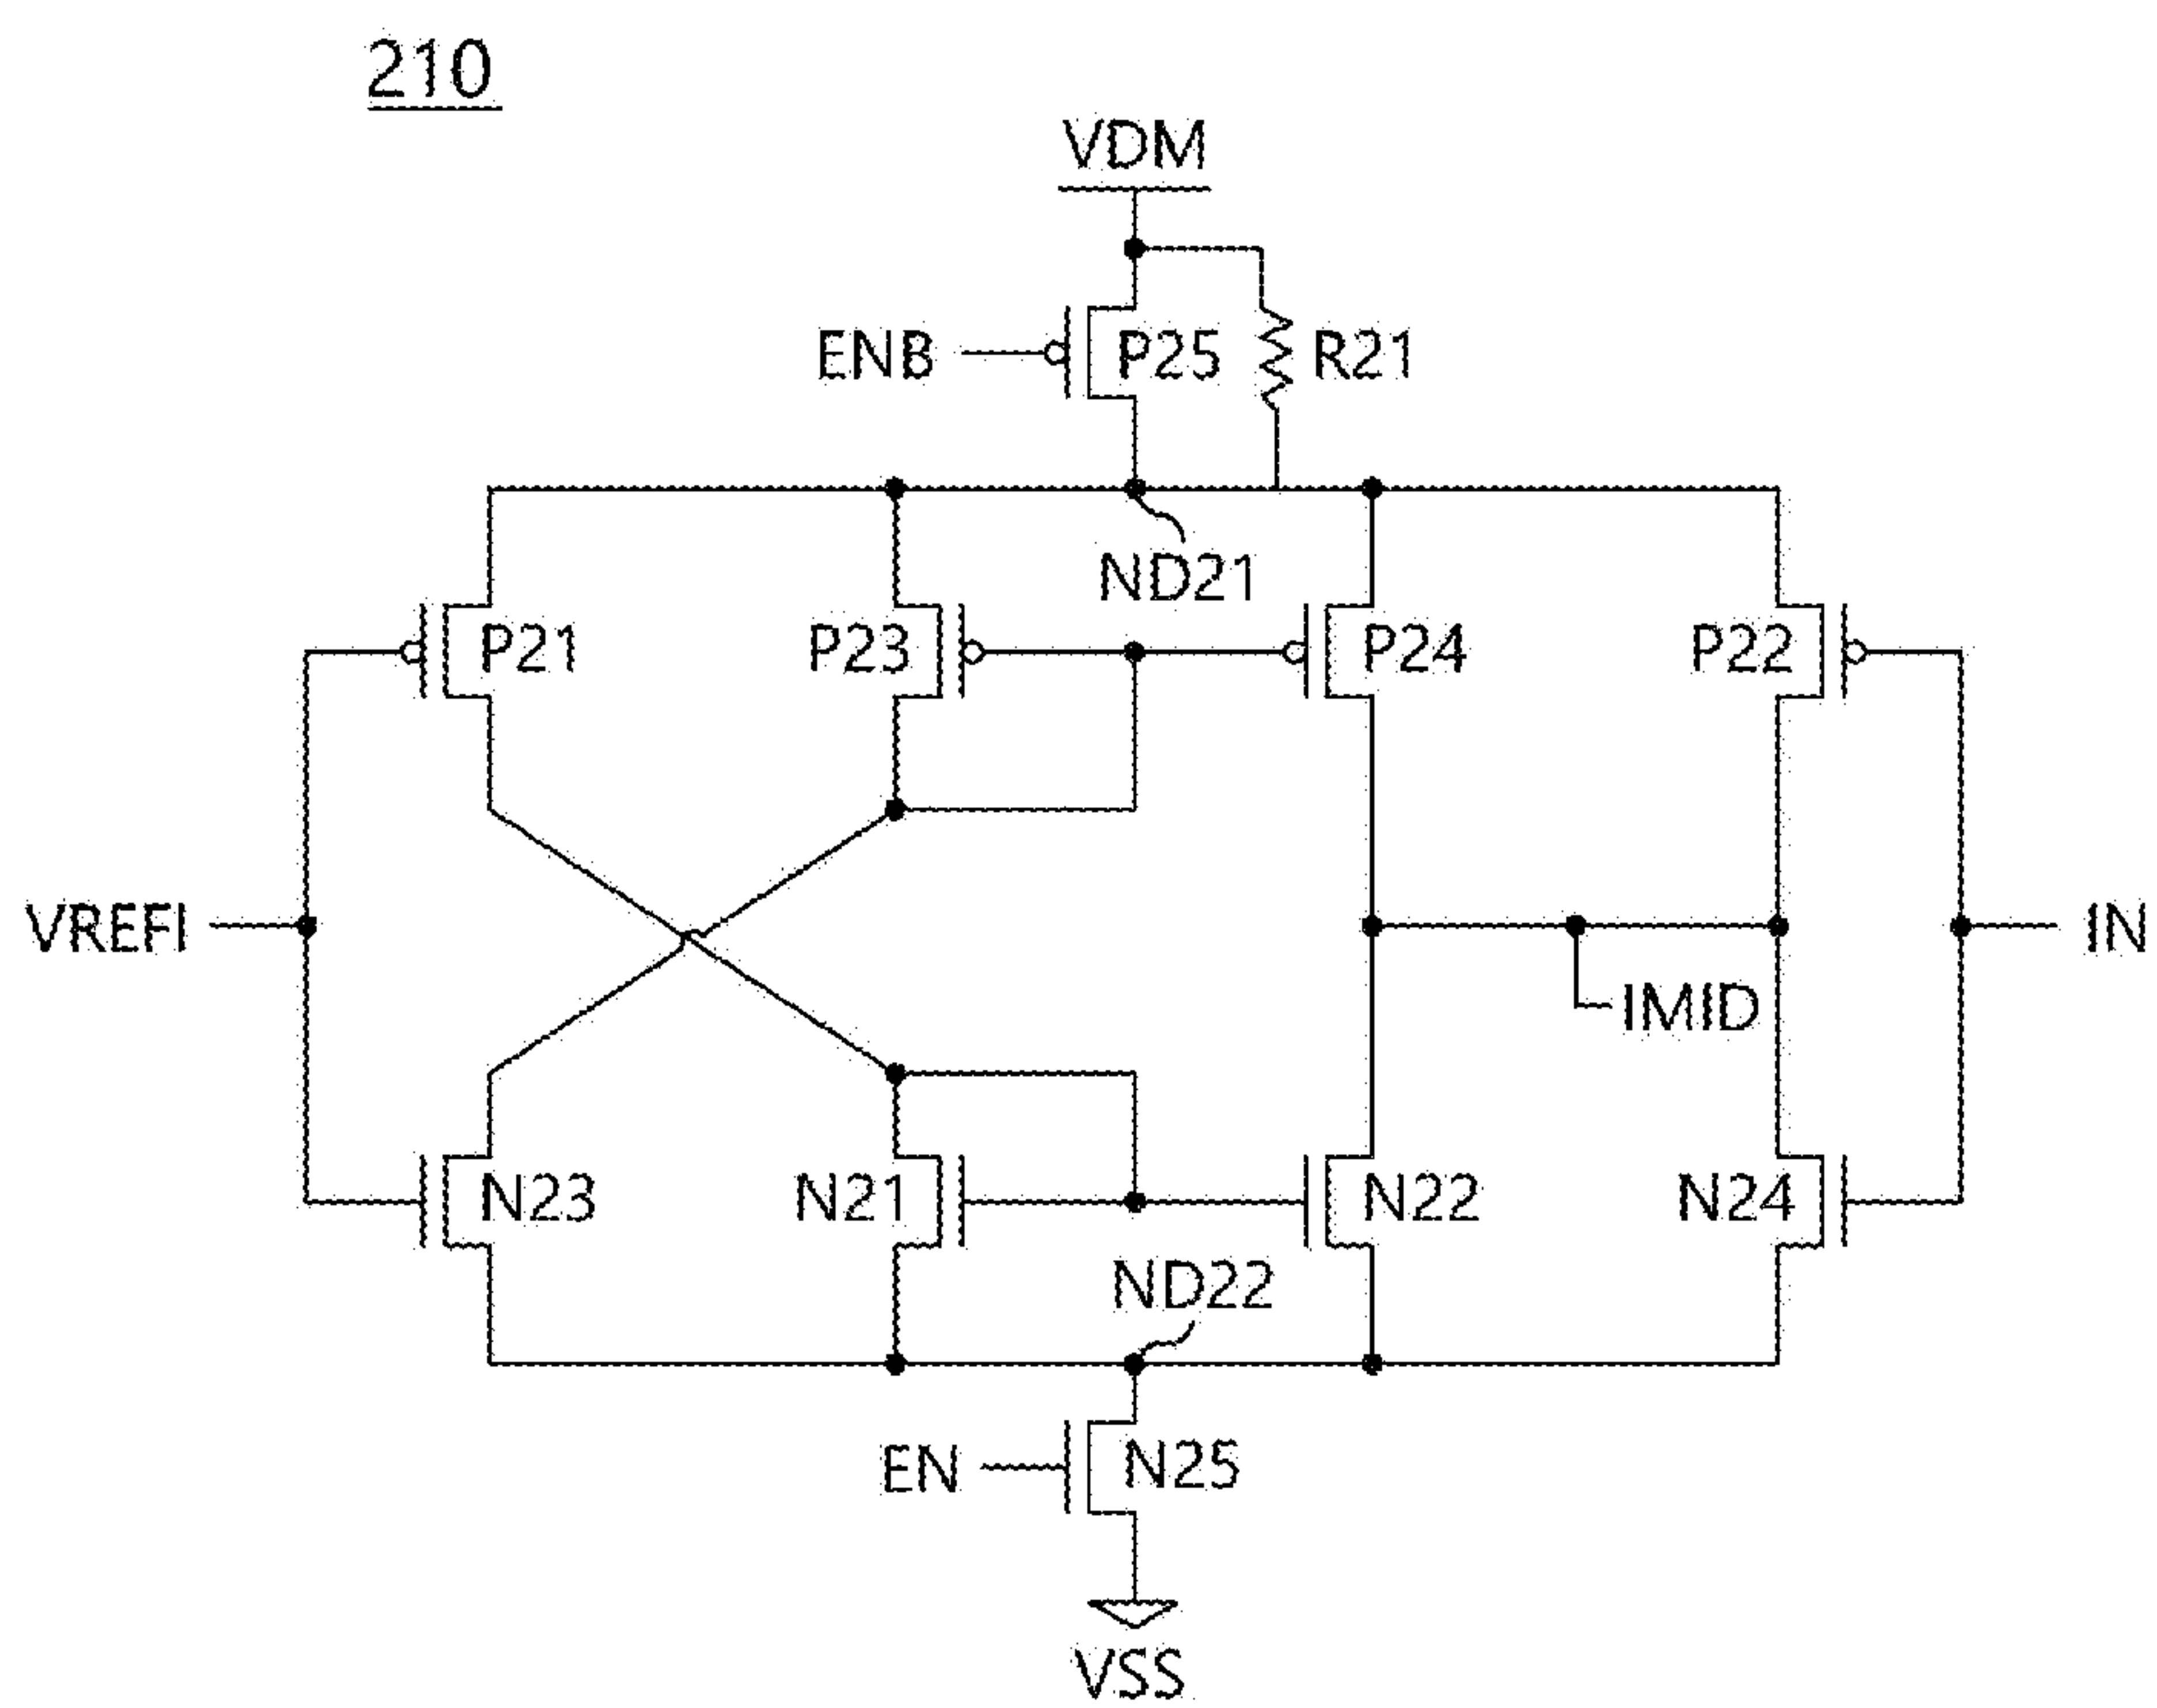 210
VDM
ENB
P25
R21
ND21
P21
P23
P24
P22
VREFI
IN
IMID
N23
N21
N22
N24
ND22
EN
N25
VSS